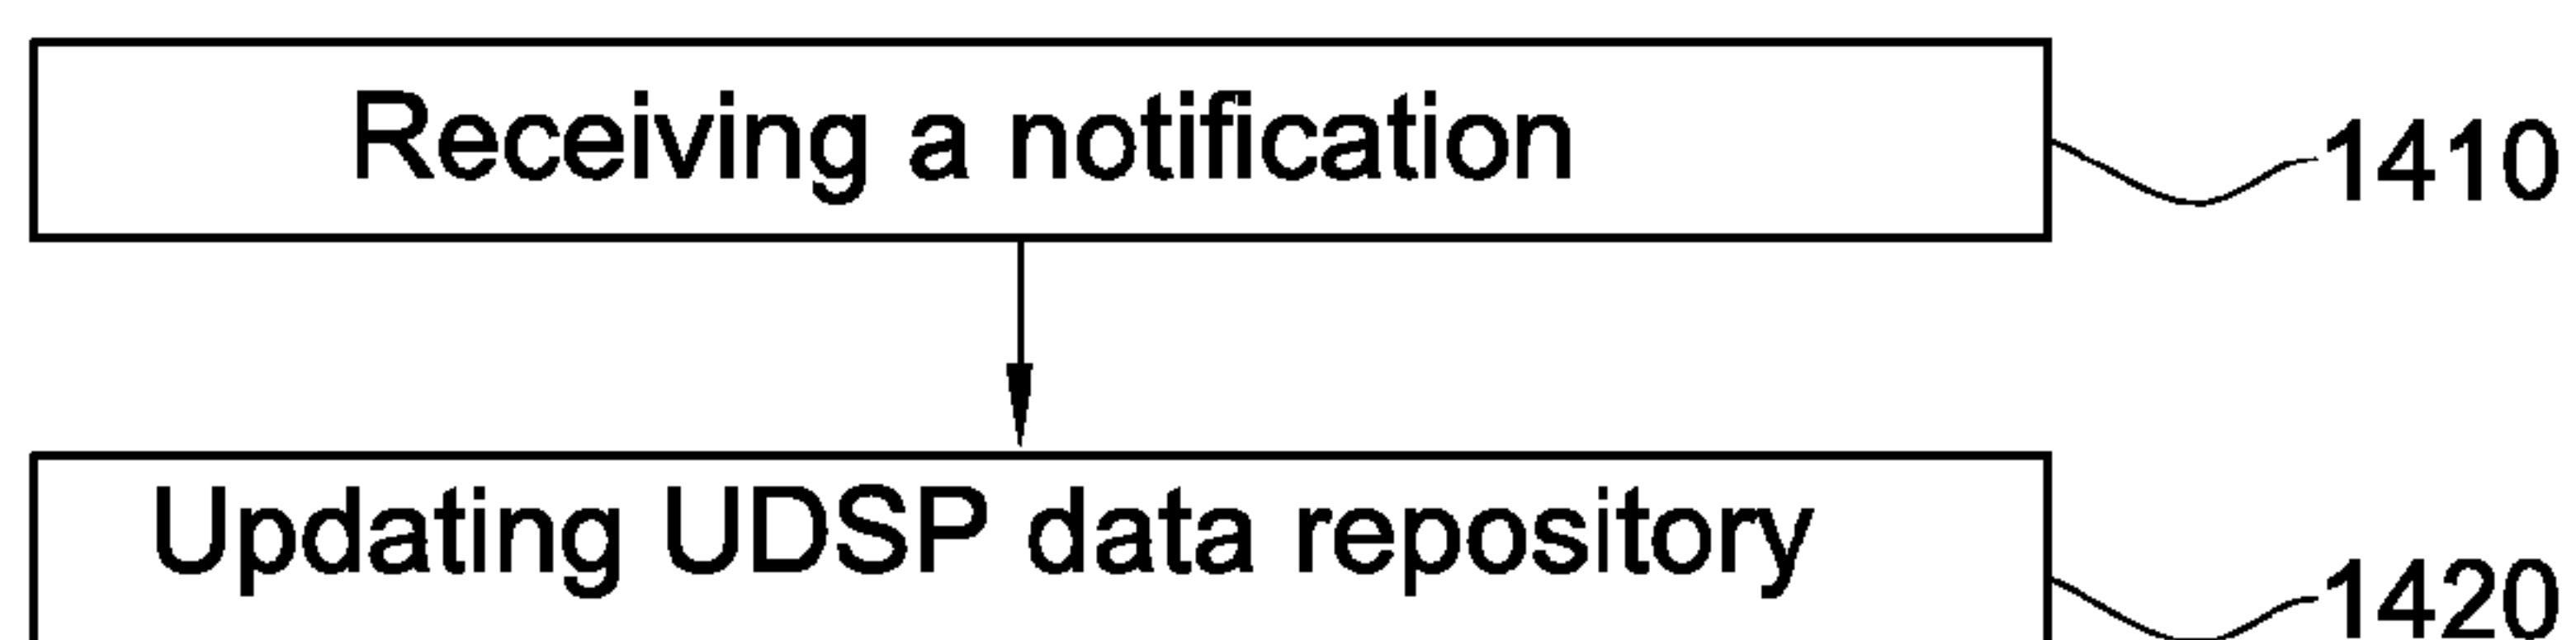 Receiving a notification
1410
Updating UDSP data repository
1420